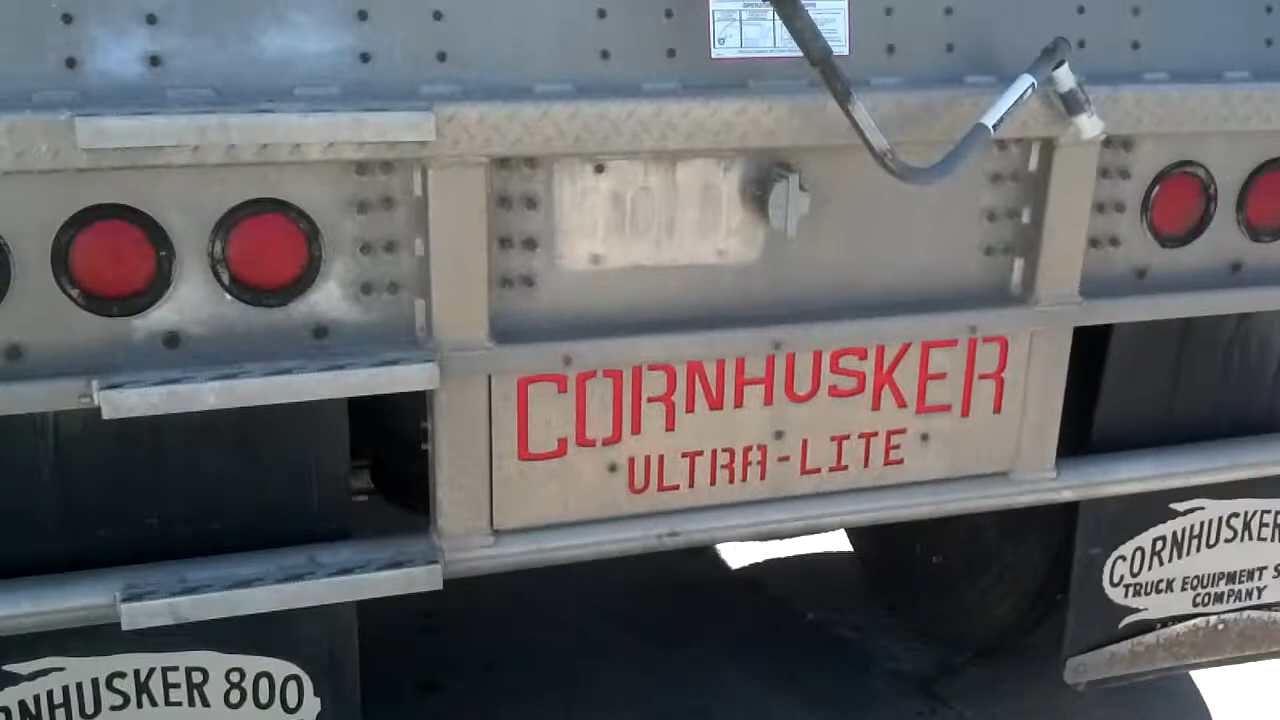 CORNHUSKER
ULTRA-LITE
CORNHUSKER
TRUCK EQUIPMENT
COMPANY
CORNHUSKER 800